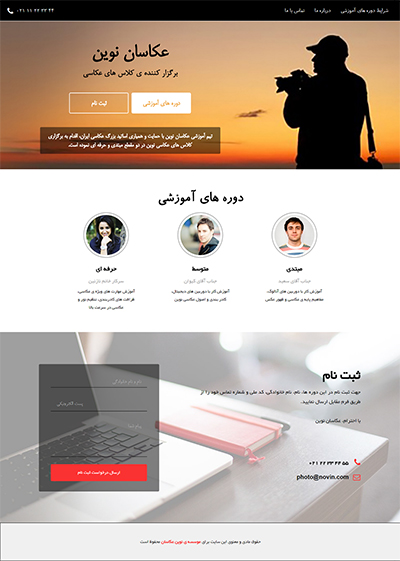 شرایط دوره های آموزشی
درباره ما
تماس با ما
۰۲۱ ۱۱ ۲۲ ۳۳ ۴۴
عکاسان نوین
برگزار کننده ی کلاس های عکاسی
دوره های آموزشی
ثبت نام
تیم آموزشی عکاسان نوین با حمایت و همیاری اساتید بزرگ عکاسی ایران، اقدام به برگزاری
کلاس های عکاسی نوین در دو مقطع مبتدی و حرفه ای نموده است.
دوره های آموزشی
مبتدی
جناب آقای سعید
آموزش کار با دوربین های آنالوگ،
مفاهیم پایه ی عکاسی و ظهور عکس
متوسط
جناب آقای کیوان
آموزش کار با دوربین های دیجیتال،
کادر بندی و اصول عکاسی نوین
حرفه ای
سرکار خانم نازنین
آموزش مهارت های ویژه ی عکاسی،
ظرافت های کادربندی، تنظیم نور و
عکاسی در سرعت بالا
ثبت نام
جهت ثبت نام در این دوره ها، نام، نام خانوادگی، کد ملی و شماره تماس خود را از
طریق فرم مقابل ارسال نمایید.
با احترام، عکاسان نوین
۰۲۱ ۲۲ ۳۳ ۴۴ ۵۵
photo@novin.com
نام نام خانوادگی
پست الکترونیکی
ارسال درخواست ثبت نام
حقوق مادی و معنوی این سایت برای موسسه ی نوین عکاسان محفوظ است